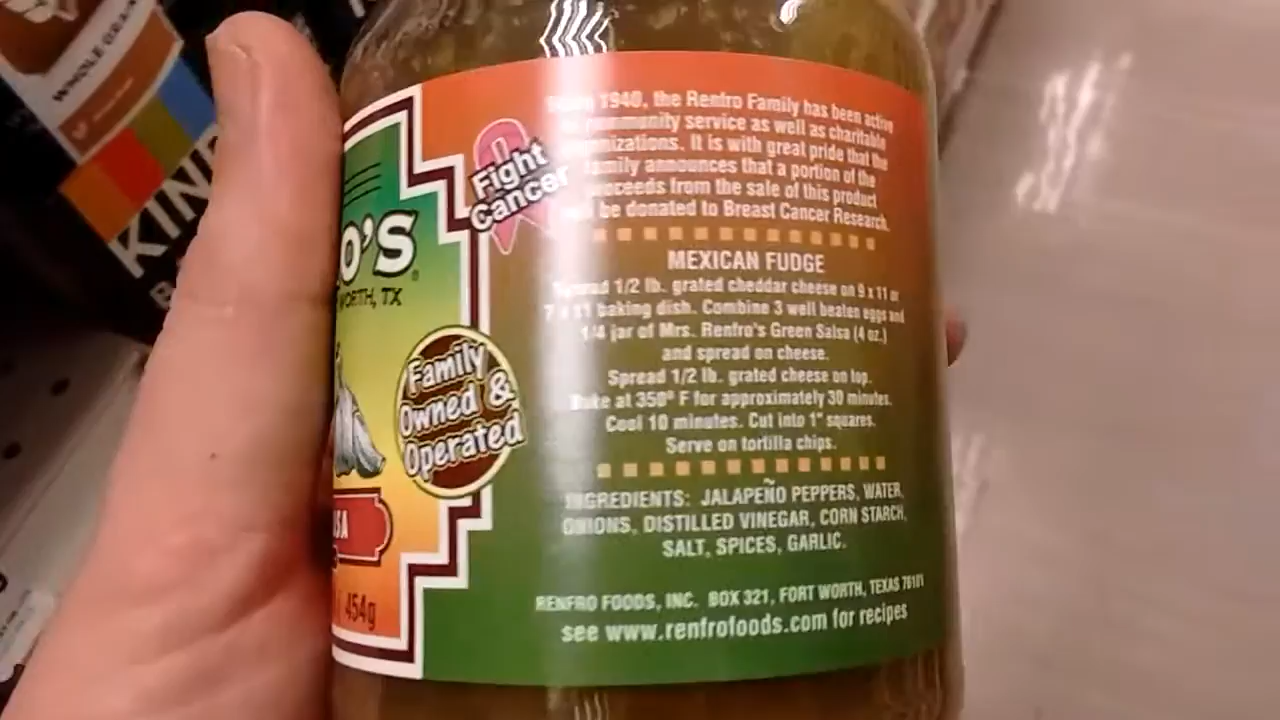 WHOLE GRAIN
KIND
O'S
WORTH, TX
Fight
Cancer
Family
Owned &
Operated
454g
1940, the Renfro Family has been active
community service as well as charitable
organizations. It is with great pride that the
family announces that a portion of the
proceeds from the sale of this product
be donated to Breast Cancer Research.
MEXICAN FUDGE
Spread 1/2 lb. grated cheddar cheese on 9 x 11 or
7 x 11 baking dish. Combine 3 well beaten eggs and
1/4 jar of Mrs. Renfro's Green Salsa (4 oz.)
and spread on cheese.
Spread 1/2 lb. grated cheese on top.
Bake at 350° F for approximately 30 minutes.
Cool 10 minutes. Cut into 1" squares.
Serve on tortilla chips.
INGREDIENTS: JALAPEÑO PEPPERS, WATER,
ONIONS, DISTILLED VINEGAR, CORN STARCH,
SALT, SPICES, GARLIC.
RENFRO FOODS, INC. BOX 321, FORT WORTH, TEXAS 76101
see www.renfrofoods.com for recipes